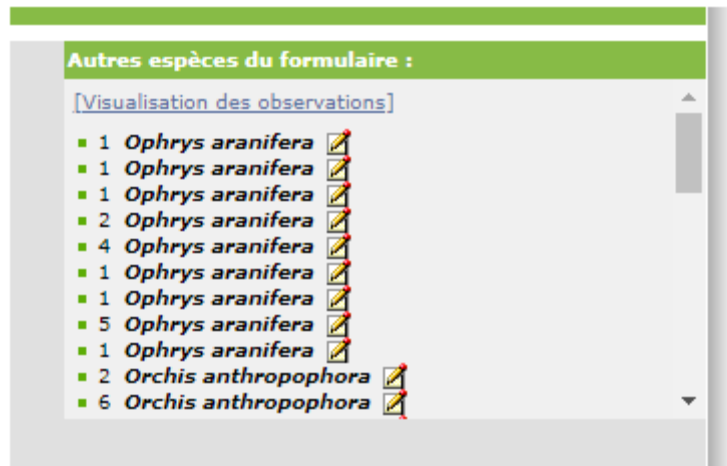 Autres espèces du formulaire :
[Visualisation des observations]
1 Ophrys aranifera
1 Ophrys aranifera
1 Ophrys aranifera
2 Ophrys aranifera
4 Ophrys aranifera
1 Ophrys aranifera
1 Ophrys aranifera
5 Ophrys aranifera
1 Ophrys aranifera
2 Orchis anthropophora
6 Orchis anthropophora